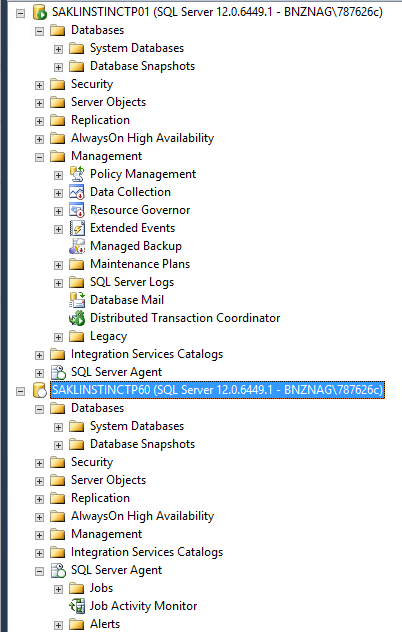 SAKLINSTINCTP01 (SQL Server 12.0.6449.1 - BNZNAG\787626c)
Databases
System Databases
Database Snapshots
Security
Server Objects
Replication
AlwaysOn High Availability
Management
Policy Management
Data Collection
Resource Governor
Extended Events
Managed Backup
Maintenance Plans
SQL Server Logs
Database Mail
Distributed Transaction Coordinator
Legacy
Integration Services Catalogs
SQL Server Agent
SAKLINSTINCTP60 (SQL Server 12.0.6449.1 - BNZNAG\787626c)
Databases
System Databases
Database Snapshots
Security
Server Objects
Replication
AlwaysOn High Availability
Management
Integration Services Catalogs
SQL Server Agent
Jobs
Job Activity Monitor
Alerts